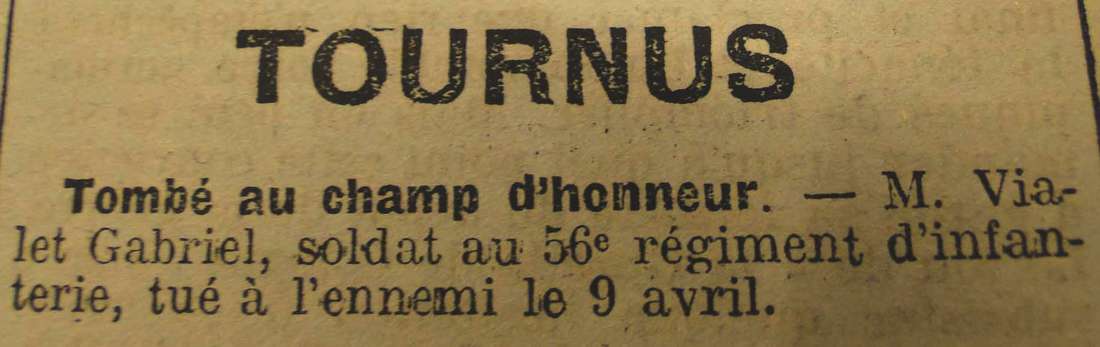 TOURNUS
Tombé au champ d'honneur. — M. Via-
let Gabriel, soldat au 56e régiment d'infan-
terie, tué à l'ennemi le 9 avril.